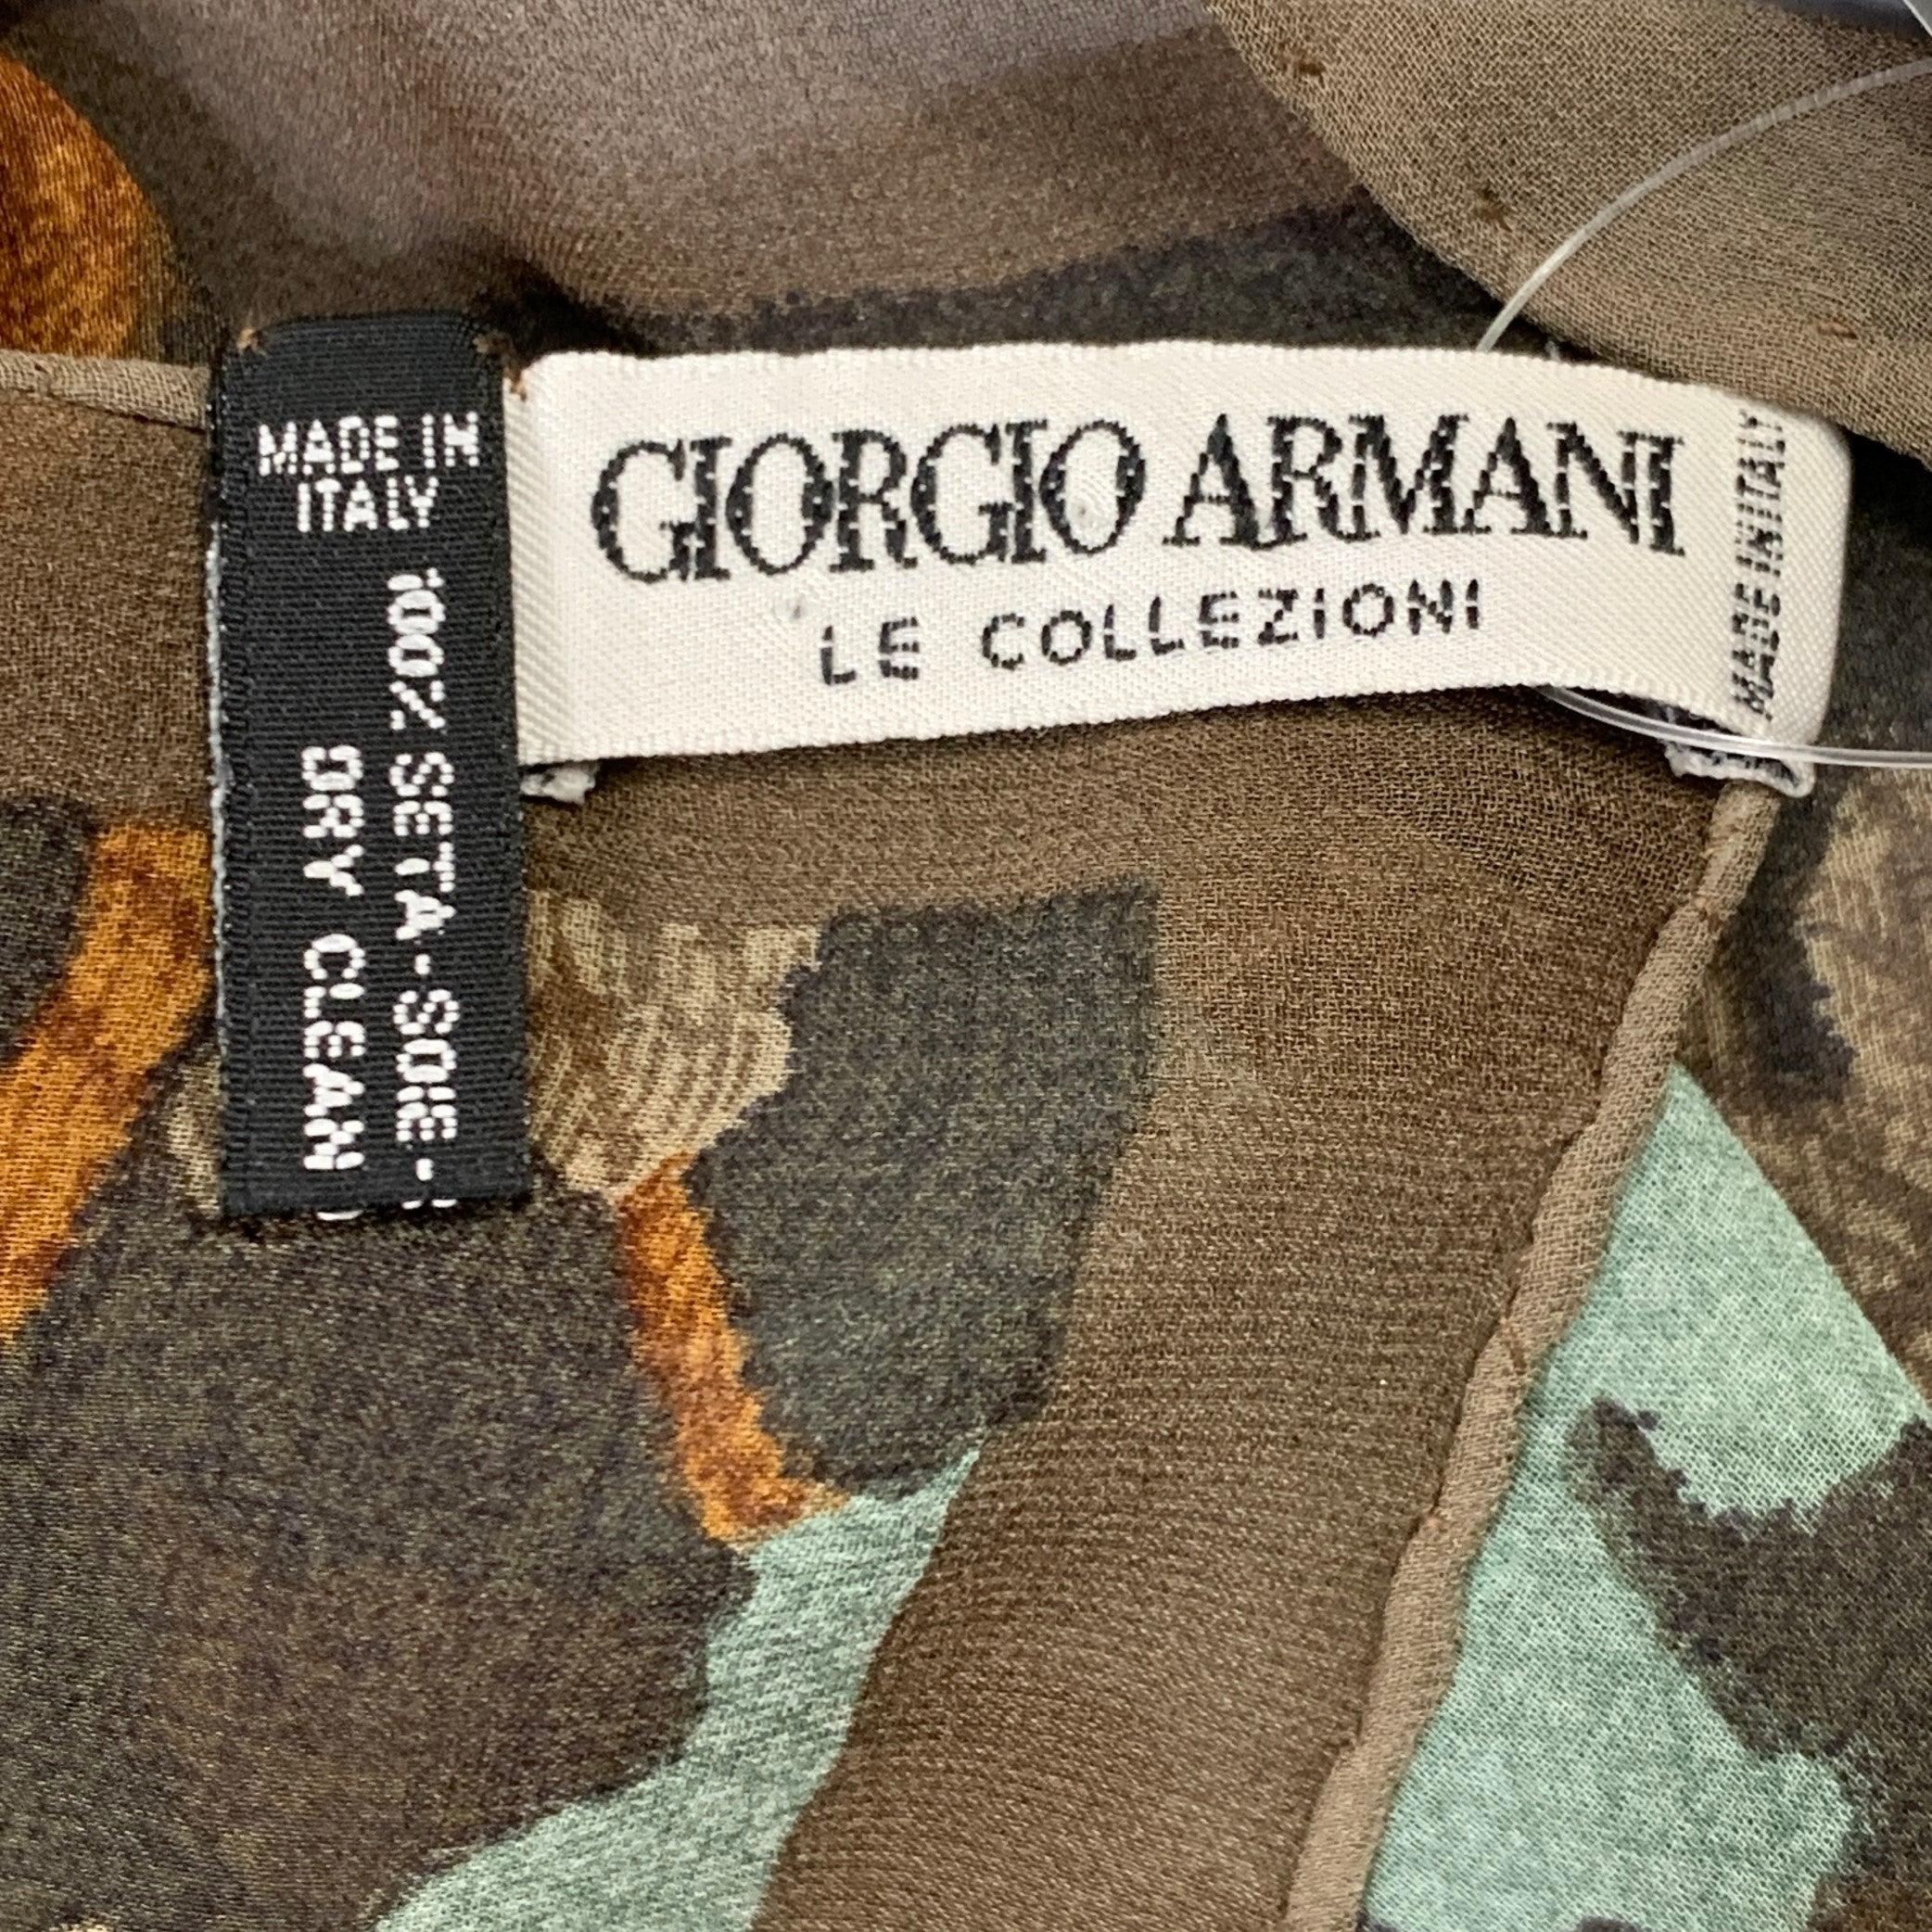 MADE IN
ITALY
100% SETA-SOIE-
DRY CLEAN
GIORGIO ARMANI
LE COLLEZIONI
MADE IN ITALY